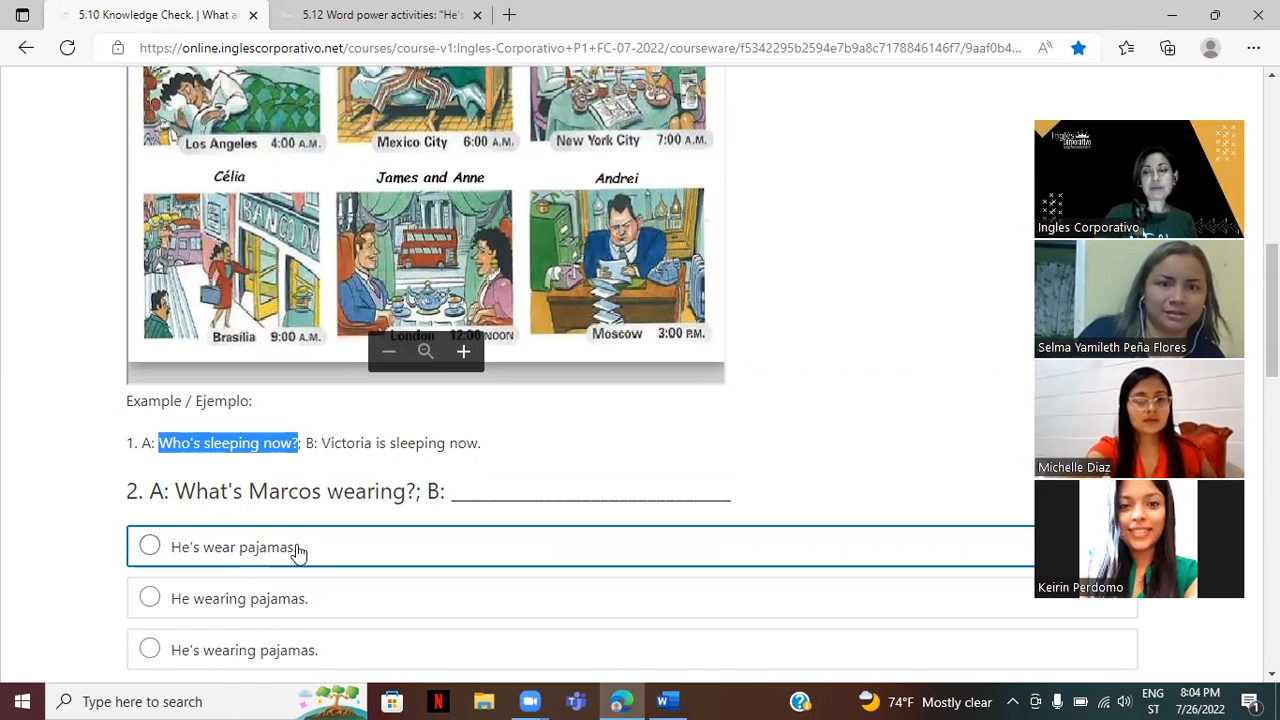 5.10 Knowledge Check. | What a
5.12 Power activities: "He's
https://online.inglescorporativo.net/courses/course-v1:Ingles-Corporativo+P1+FC-07-2022/courseware/f5342295b25f4e7b9a8c7178846146f7/9aaf0b4...
Los Angeles 4:00 A.M.
Mexico City 6:00 A.M.
New York City 7:00 A.M.
Célia
James and Anne
Andrei
BANCO DO
Brasília 9:00 A.M.
London 12:00 NOON
Moscow 3:00 P.M.
Example / Ejemplo:
1. A: Who's sleeping now?; B: Victoria is sleeping now.
2. A: What's Marcos wearing?; B: ____________________________
He's wear pajamas.
He wearing pajamas.
He's wearing pajamas.
Inglés
Corporativo
Ingles Corporativo
Selma Yamileth Peña Flores
Michelle Diaz
Keirin Perdomo
Type here to search
74°F Mostly clear
ENG
ST
8:04 PM
7/26/2022
1